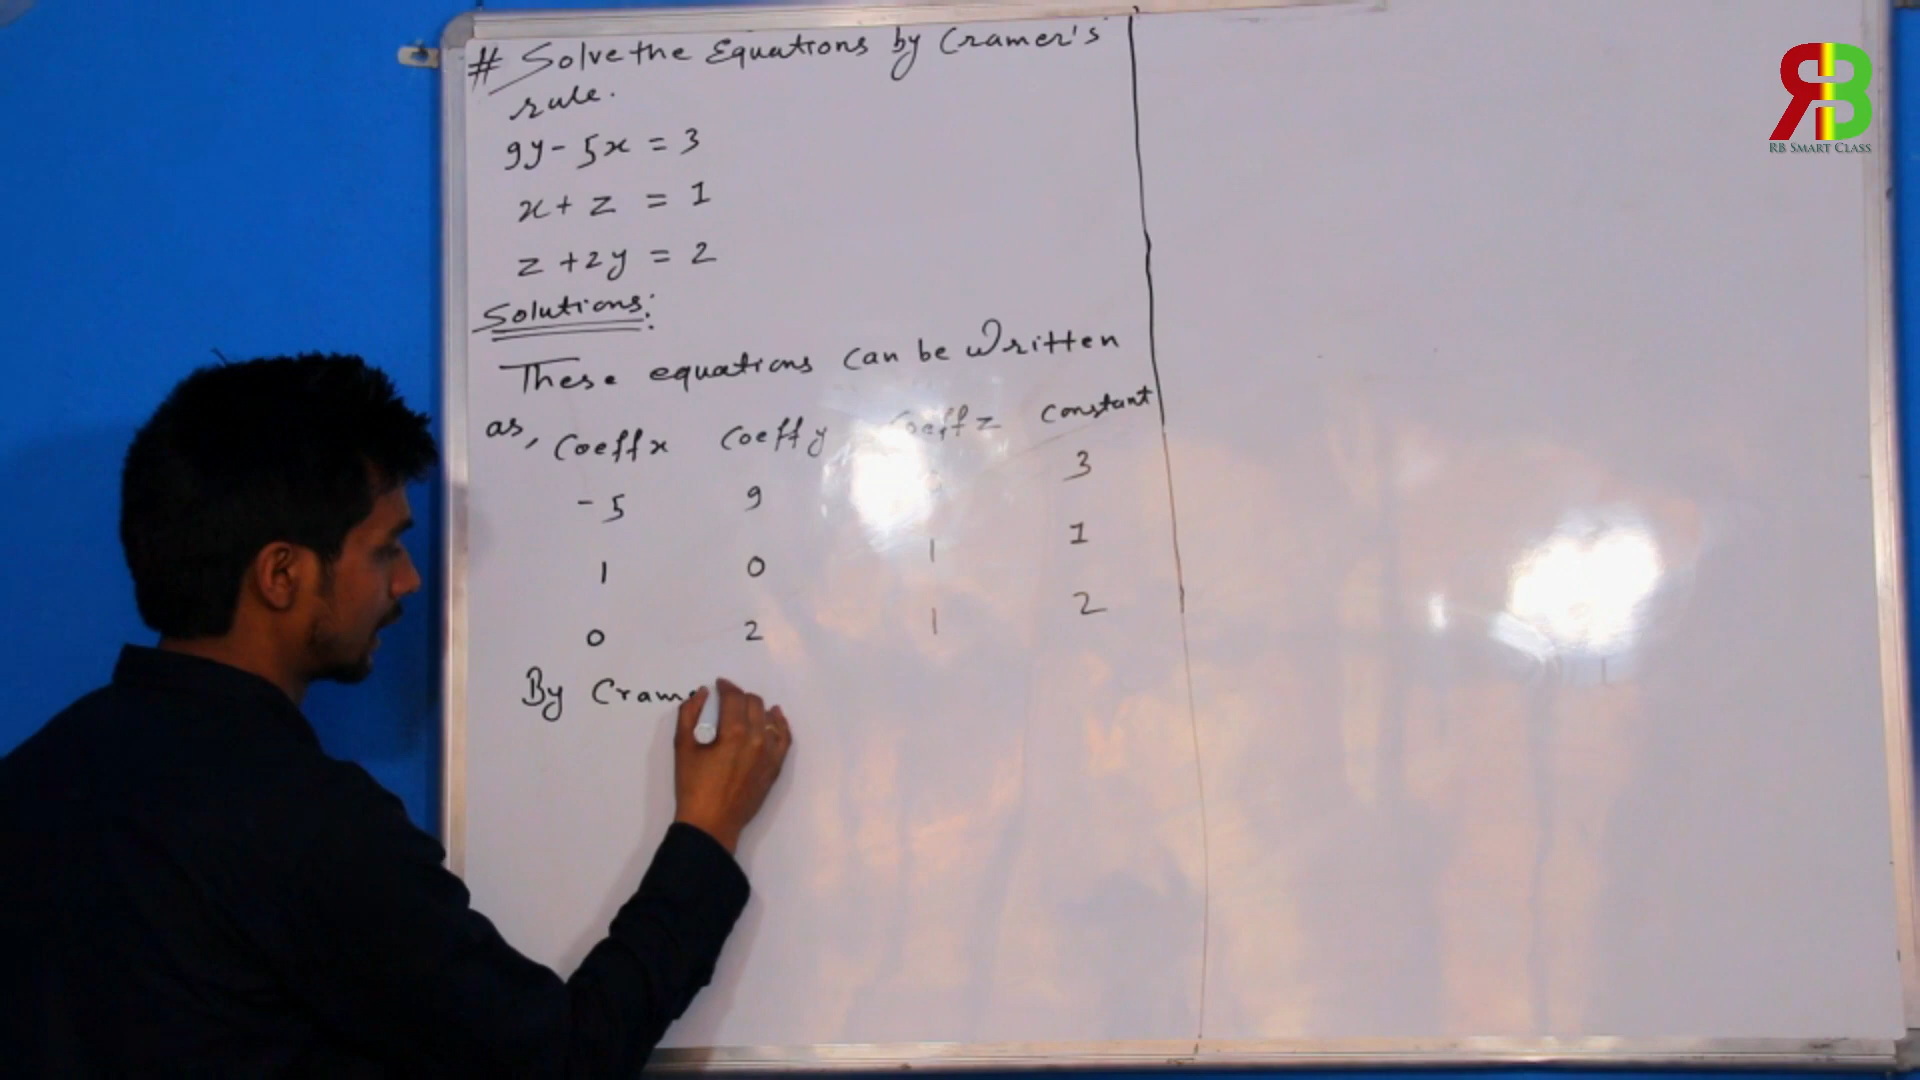 # Solve the Equations by Cramer's
rule.
9y - 5x = 3
x + z = 1
z + 2y = 2
Solutions:
These equations can be written
as, Coeff x Coeff y Coeff z Constant
-5 9 3
1 0 1 1
0 2 1 2
By Crame
RB SMART CLASS